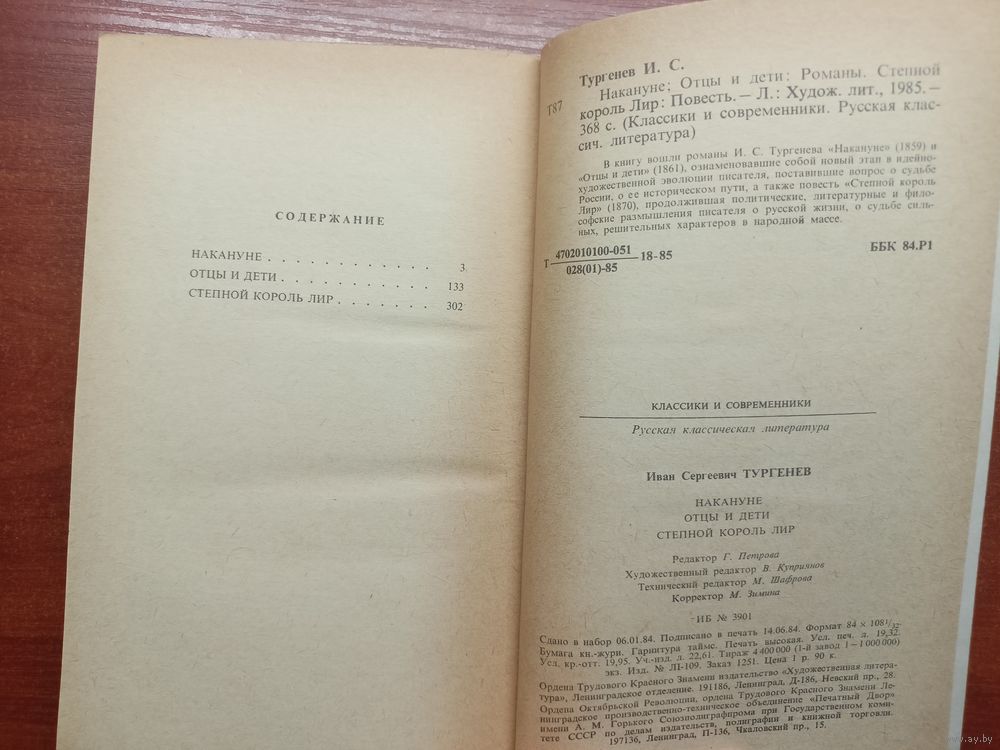 СОДЕРЖАНИЕ
НАКАНУНЕ . . . . . . . . . . . . 3
ОТЦЫ И ДЕТИ . . . . . . . . . . . 133
СТЕПНОЙ КОРОЛЬ ЛИР . . . . . . . 302
Тургенев И. С.
Т87 Накануне; Отцы и дети: Романы. Степной
король Лир: Повесть. — Л.: Худож. лит., 1985. —
368 с. (Классики и современники. Русская клас-
сич. литература)
В книгу вошли романы И. С. Тургенева «Накануне» (1859) и
«Отцы и дети» (1861), ознаменовавшие собой новый этап в идейно-
художественной эволюции писателя, поставившие вопрос о судьбе
России, о ее историческом пути, а также повесть «Степной король
Лир» (1870), продолжившая политические, литературные и фило-
софские размышления писателя о русской жизни, о судьбе силь-
ных, решительных характеров в народной массе.
Т 4702010100-051
028(01)-85
18-85
ББК 84.Р1
КЛАССИКИ И СОВРЕМЕННИКИ
Русская классическая литература
Иван Сергеевич ТУРГЕНЕВ
НАКАНУНЕ
ОТЦЫ И ДЕТИ
СТЕПНОЙ КОРОЛЬ ЛИР
Редактор Г. Петрова
Художественный редактор В. Куприянов
Технический редактор М. Шафрова
Корректор М. Зимина
ИБ № 3901
Сдано в набор 06.01.84. Подписано в печать 14.06.84. Формат 84 × 108 1/32.
Бумага кн.-журн. Гарнитура таймс. Печать высокая. Усл. печ. л. 19,32.
Усл. кр.-отт. 19,95. Уч.-изд. л. 22,61. Тираж 4 400 000 (1-й завод 1 — 1 000 000)
экз. Изд. № ЛI-109. Заказ 1251. Цена 1 р. 90 к.
Ордена Трудового Красного Знамени издательство «Художественная литера-
тура», Ленинградское отделение. 191186, Ленинград, Д-186, Невский пр., 28.
Ордена Октябрьской Революции, ордена Трудового Красного Знамени Ле-
нинградское производственно-техническое объединение «Печатный Двор»
имени А. М. Горького Союзполиграфпрома при Государственном коми-
тете СССР по делам издательств, полиграфии и книжной торговли.
197136, Ленинград, П-136, Чкаловский пр., 15.
www.ay.by